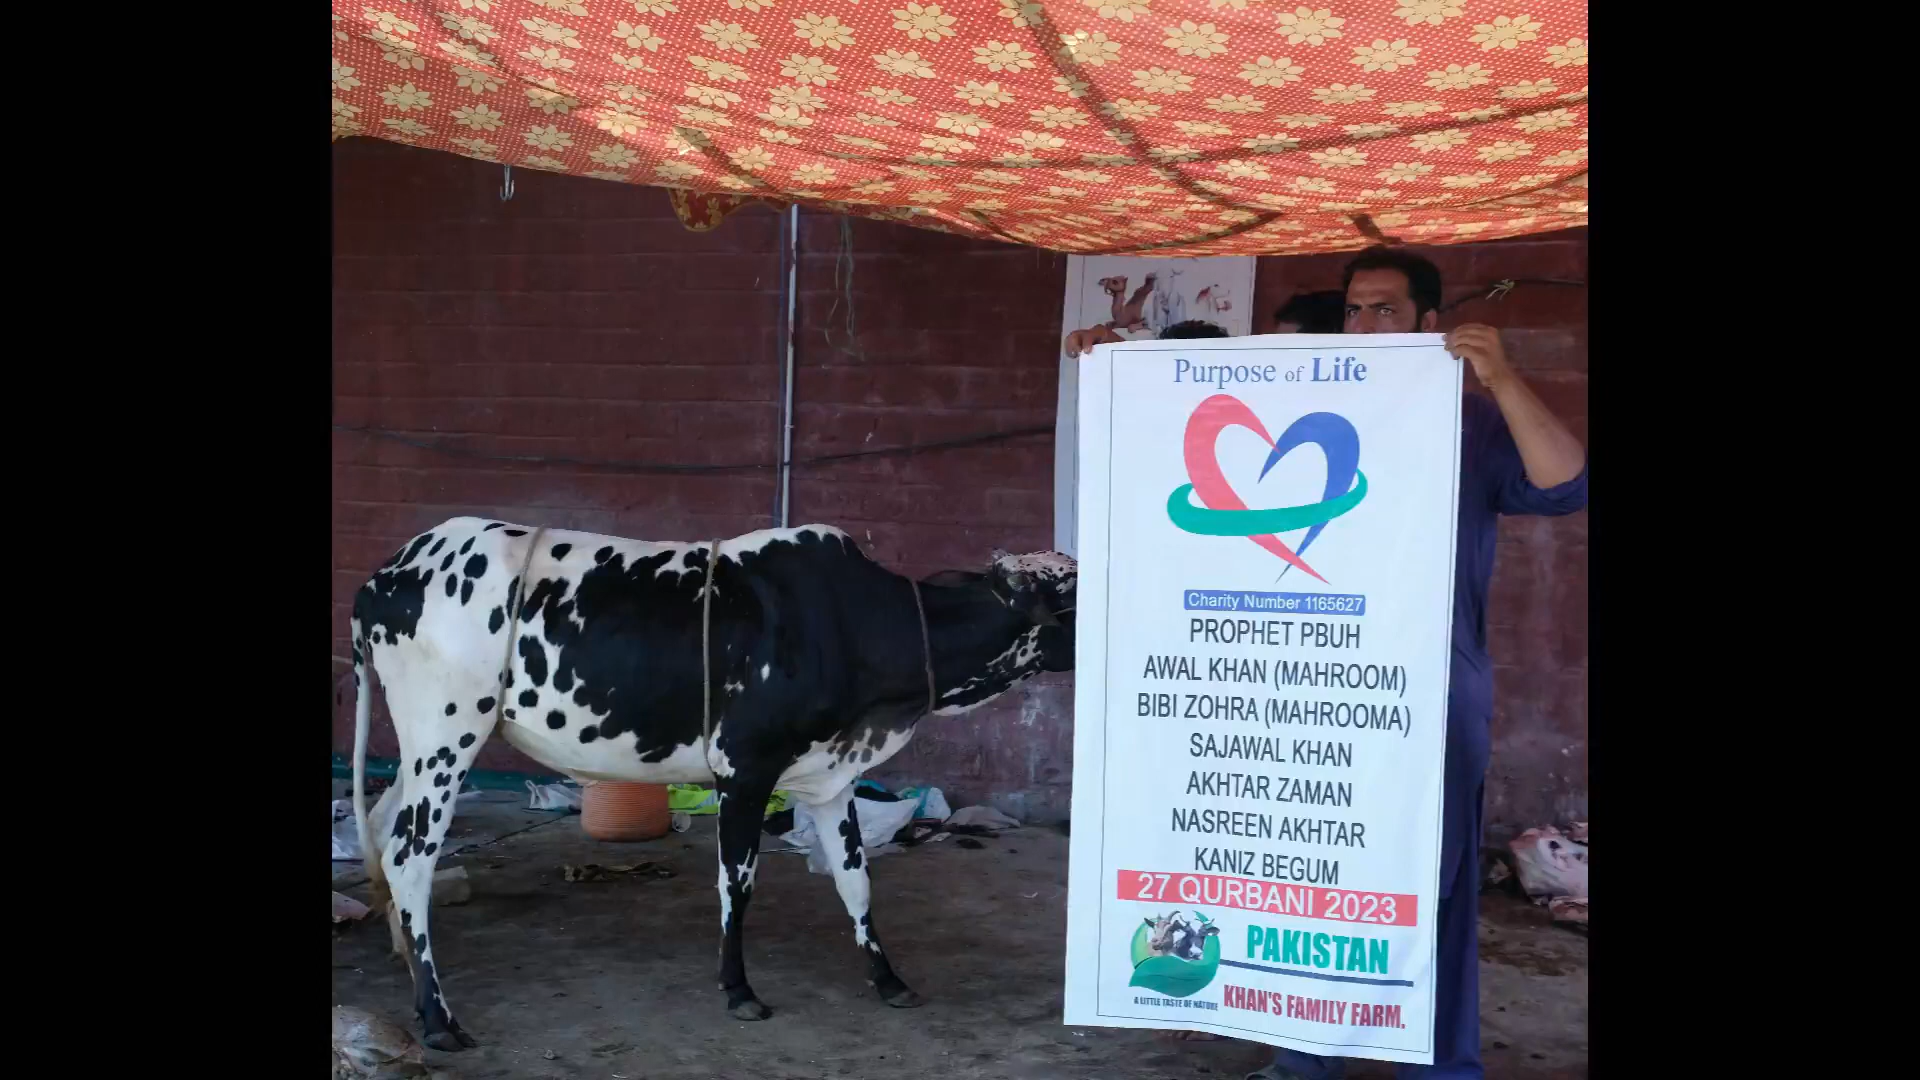 Purpose of Life
Charity Number 1165627
PROPHET PBUH
AWAL KHAN (MAHROOM)
BIBI ZOHRA (MAHROOMA)
SAJAWAL KHAN
AKHTAR ZAMAN
NASREEN AKHTAR
KANIZ BEGUM
27 QURBANI 2023
PAKISTAN
A LITTLE TASTE OF NATURE
KHAN'S FAMILY FARM.